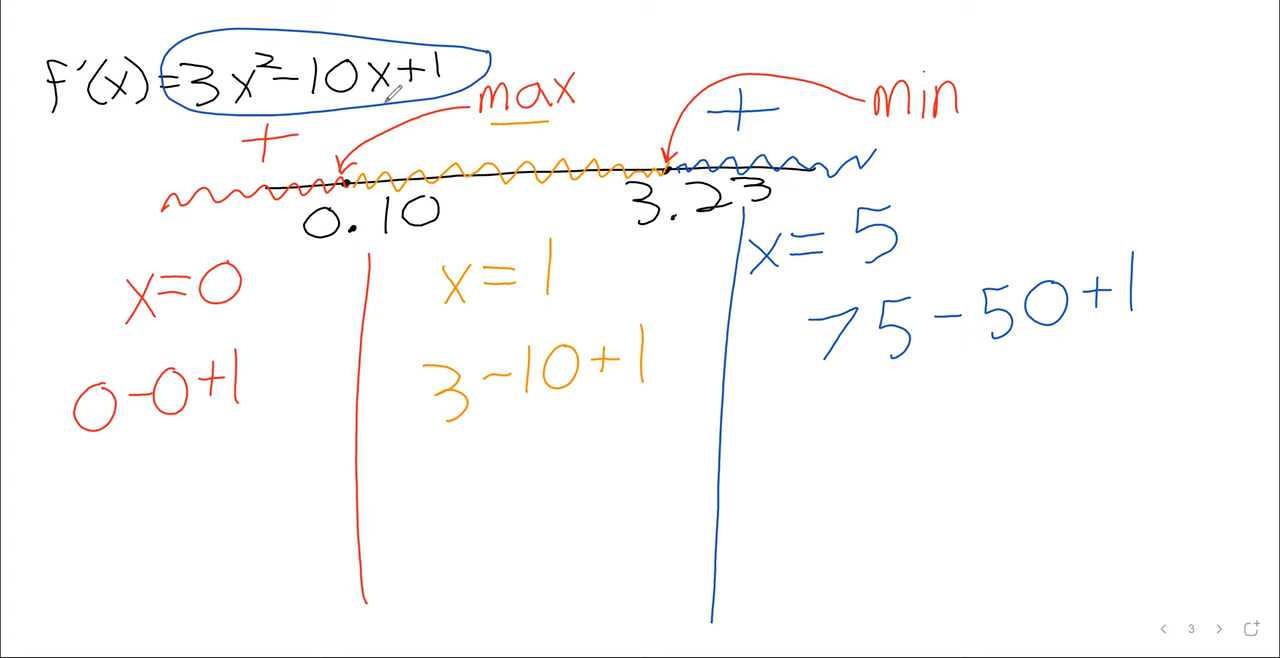 f'(x)=3x²-10x+1
max
min
+
+
0.10
3.23
x=0
0-0+1
x=1
3-10+1
x=5
75-50+1
3